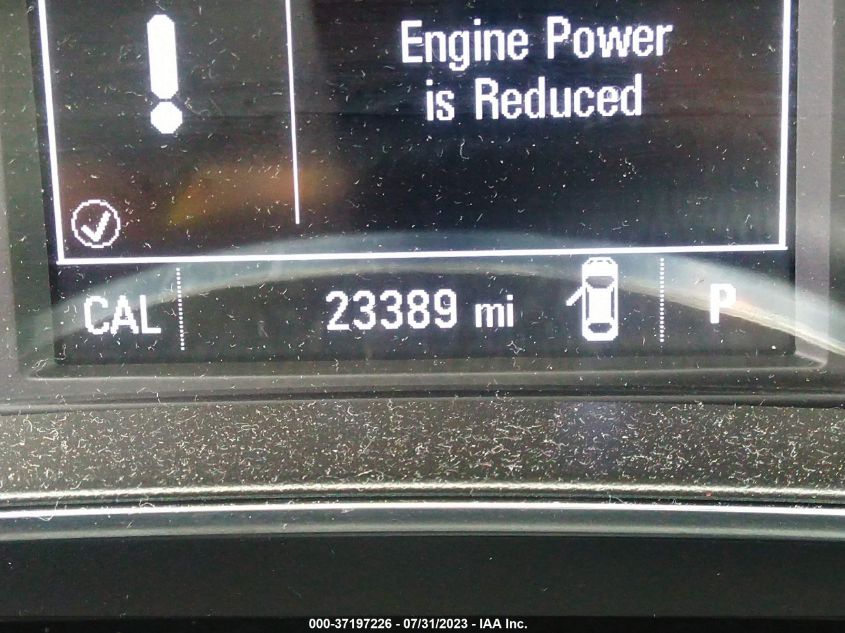 Engine Power
is Reduced
CAL 23389 mi P
000-37197226 - 07/31/2023 - IAA Inc.